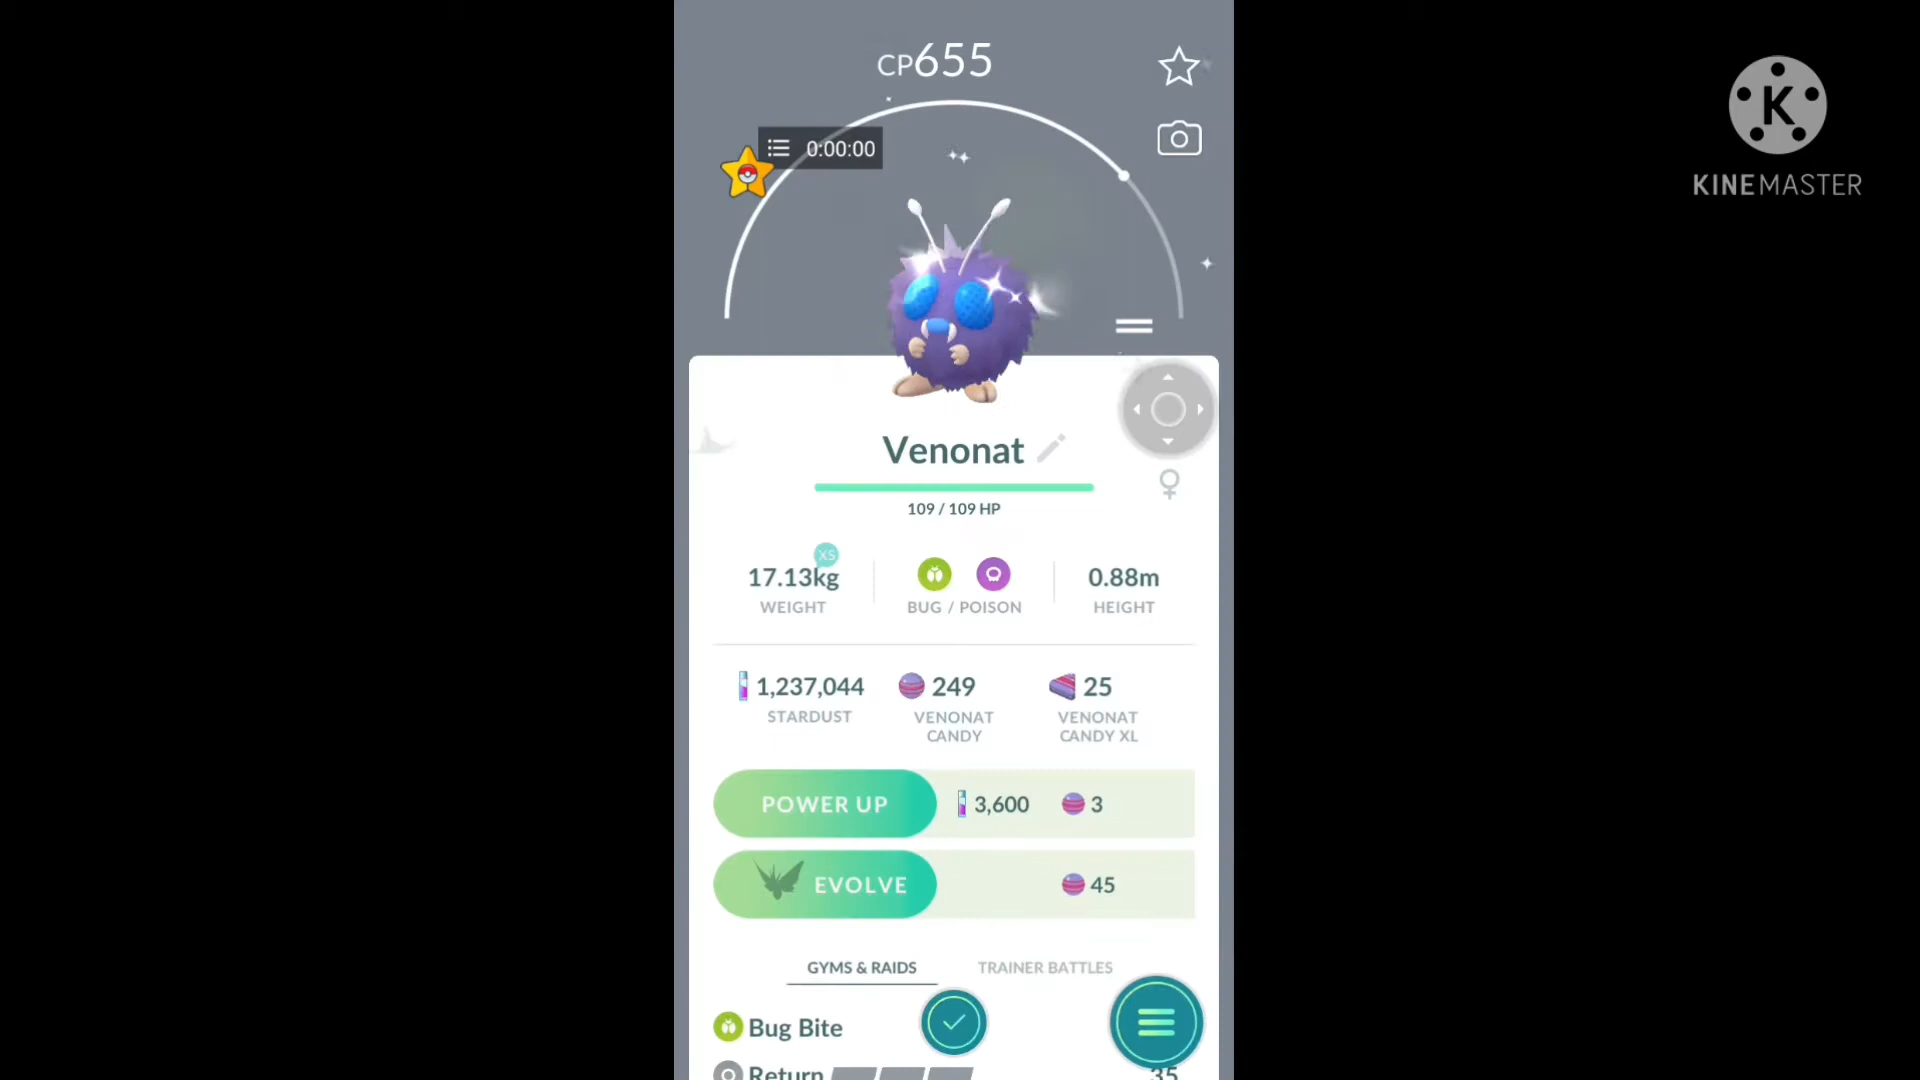 CP655
K
KINEMASTER
0:00:00
Venonat
109 / 109 HP
XS
17.13kg
WEIGHT
BUG / POISON
0.88m
HEIGHT
1,237,044
STARDUST
249
VENONAT
CANDY
25
VENONAT
CANDY XL
POWER UP
3,600
3
EVOLVE
45
GYMS & RAIDS
TRAINER BATTLES
Bug Bite
Return
35